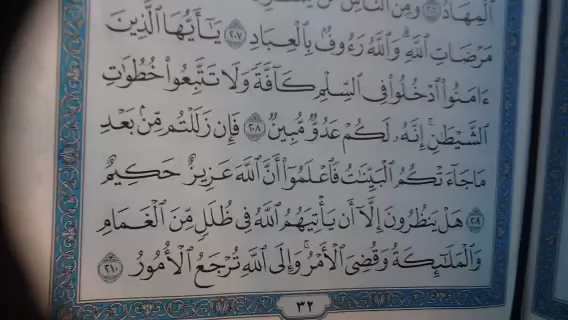 ٱلْمِهَادُ ۝٢٠٦ وَمِنَ ٱلنَّاسِ مَن
مَرْضَاتِ ٱللَّهِ ۗ وَٱللَّهُ رَءُوفٌۢ بِٱلْعِبَادِ ۝٢٠٧ يَـٰٓأَيُّهَا ٱلَّذِينَ
ءَامَنُوا۟ ٱدْخُلُوا۟ فِى ٱلسِّلْمِ كَآفَّةً وَلَا تَتَّبِعُوا۟ خُطُوَٰتِ
ٱلشَّيْطَـٰنِ ۚ إِنَّهُۥ لَكُمْ عَدُوٌّ مُّبِينٌ ۝٢٠٨ فَإِن زَلَلْتُم مِّنۢ بَعْدِ
مَا جَآءَتْكُمُ ٱلْبَيِّنَـٰتُ فَٱعْلَمُوٓا۟ أَنَّ ٱللَّهَ عَزِيزٌ حَكِيمٌ
۝٢٠٩ هَلْ يَنظُرُونَ إِلَّآ أَن يَأْتِيَهُمُ ٱللَّهُ فِى ظُلَلٍ مِّنَ ٱلْغَمَامِ
وَٱلْمَلَـٰٓئِكَةُ وَقُضِىَ ٱلْأَمْرُ ۚ وَإِلَى ٱللَّهِ تُرْجَعُ ٱلْأُمُورُ ۝٢١٠
٣٢